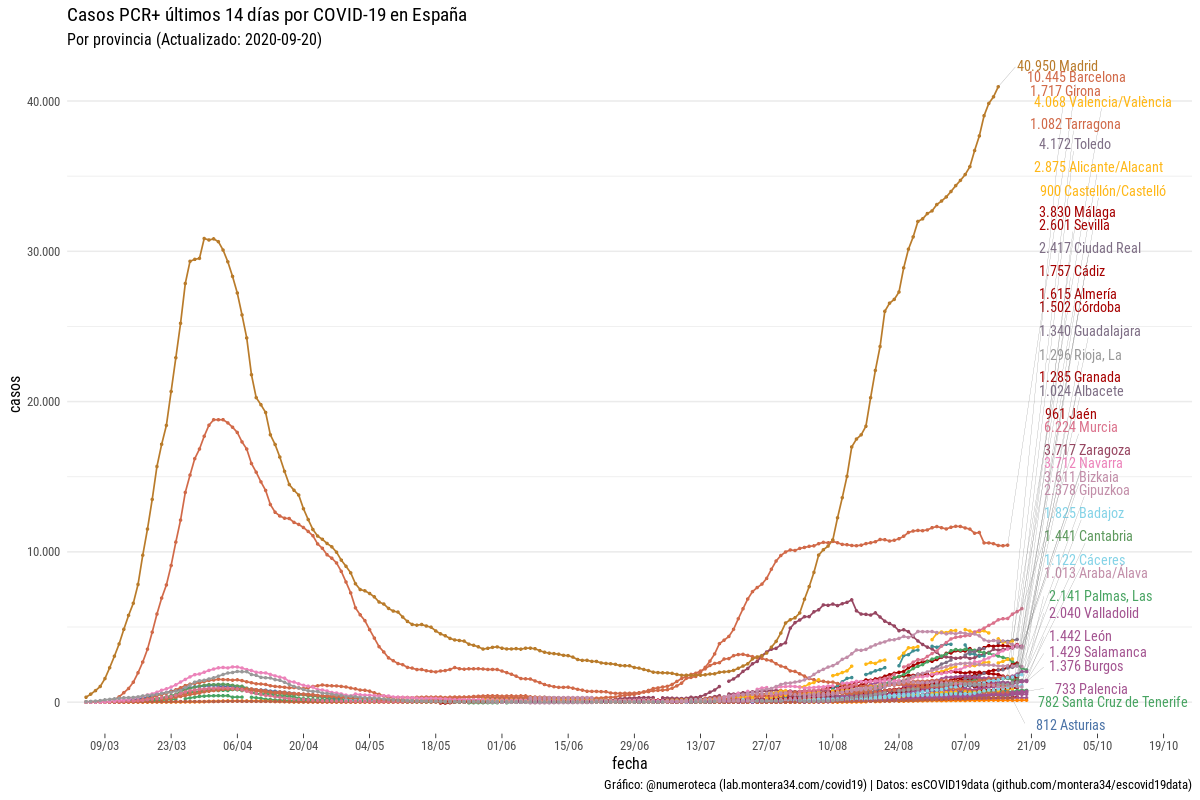 Casos PCR+ últimos 14 días por COVID-19 en España
Por provincia (Actualizado: 2020-09-20)
40.950 Madrid
10.445 Barcelona
1.717 Girona
4.068 Valencia/València
1.082 Tarragona
4.172 Toledo
2.875 Alicante/Alacant
900 Castellón/Castelló
3.830 Málaga
2.601 Sevilla
2.417 Ciudad Real
1.757 Cádiz
1.615 Almería
1.502 Córdoba
1.340 Guadalajara
1.296 Rioja, La
1.285 Granada
1.024 Albacete
961 Jaén
6.224 Murcia
3.717 Zaragoza
3.712 Navarra
3.611 Bizkaia
2.378 Gipuzkoa
1.825 Badajoz
1.441 Cantabria
1.122 Cáceres
1.013 Araba/Álava
2.141 Palmas, Las
2.040 Valladolid
1.442 León
1.429 Salamanca
1.376 Burgos
733 Palencia
782 Santa Cruz de Tenerife
812 Asturias
casos
40.000
30.000
20.000
10.000
0
09/03 23/03 06/04 20/04 04/05 18/05 01/06 15/06 29/06 13/07 27/07 10/08 24/08 07/09 21/09 05/10 19/10
fecha
Gráfico: @numeroteca (lab.montera34.com/covid19) | Datos: esCOVID19data (github.com/montera34/escovid19data)